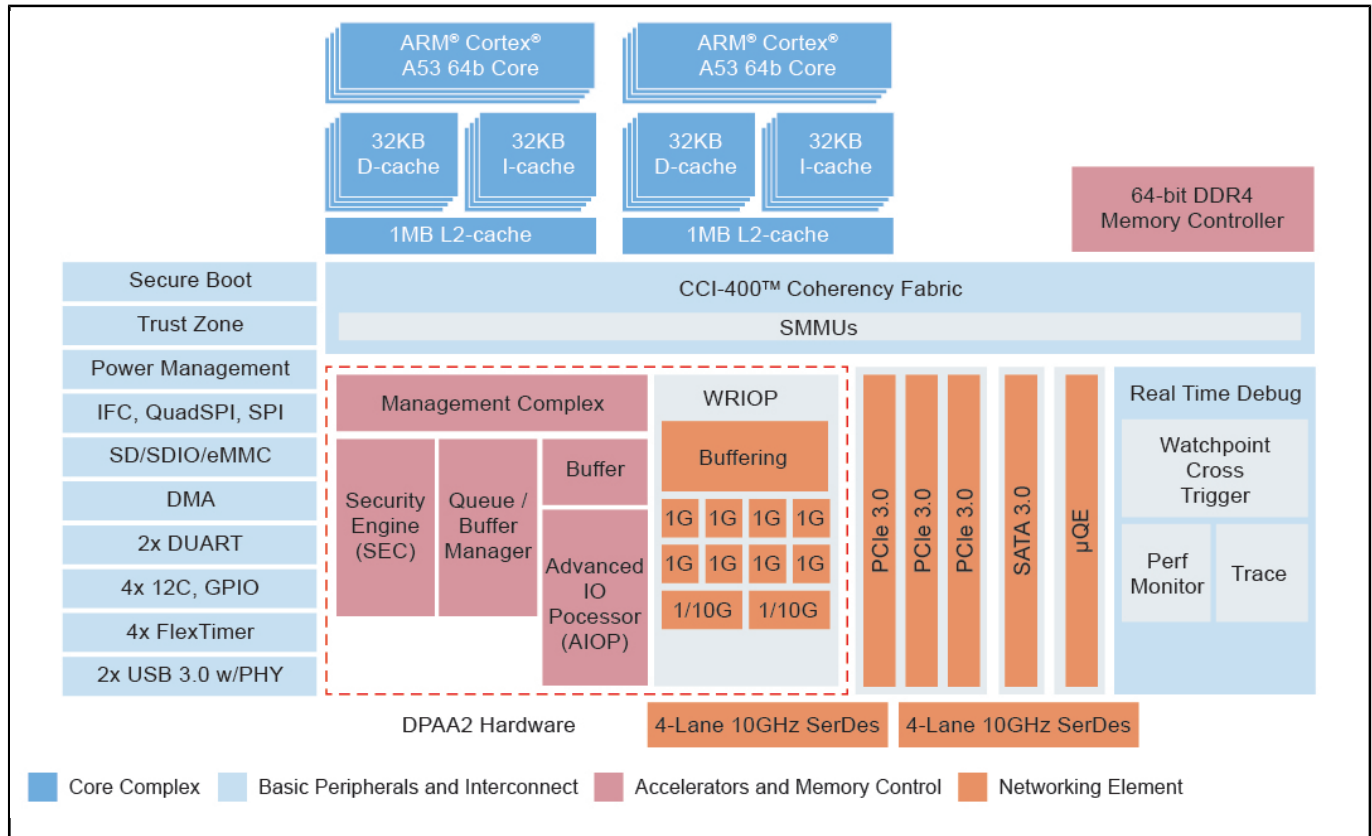 ARM® Cortex®
A53 64b Core
ARM® Cortex®
A53 64b Core
32KB
D-cache
32KB
I-cache
32KB
D-cache
32KB
I-cache
1MB L2-cache
1MB L2-cache
64-bit DDR4
Memory Controller
Secure Boot
Trust Zone
Power Management
IFC, QuadSPI, SPI
SD/SDIO/eMMC
DMA
2x DUART
4x 12C, GPIO
4x FlexTimer
2x USB 3.0 w/PHY
CCI-400™ Coherency Fabric
SMMUs
Management Complex
Security
Engine
(SEC)
Queue /
Buffer
Manager
Buffer
Advanced
IO
Pocessor
(AIOP)
WRIOP
Buffering
1G 1G 1G 1G
1G 1G 1G 1G
1/10G 1/10G
PCIe 3.0
PCIe 3.0
PCIe 3.0
SATA 3.0
µQE
Real Time Debug
Watchpoint
Cross
Trigger
Perf
Monitor
Trace
DPAA2 Hardware
4-Lane 10GHz SerDes
4-Lane 10GHz SerDes
Core Complex
Basic Peripherals and Interconnect
Accelerators and Memory Control
Networking Element